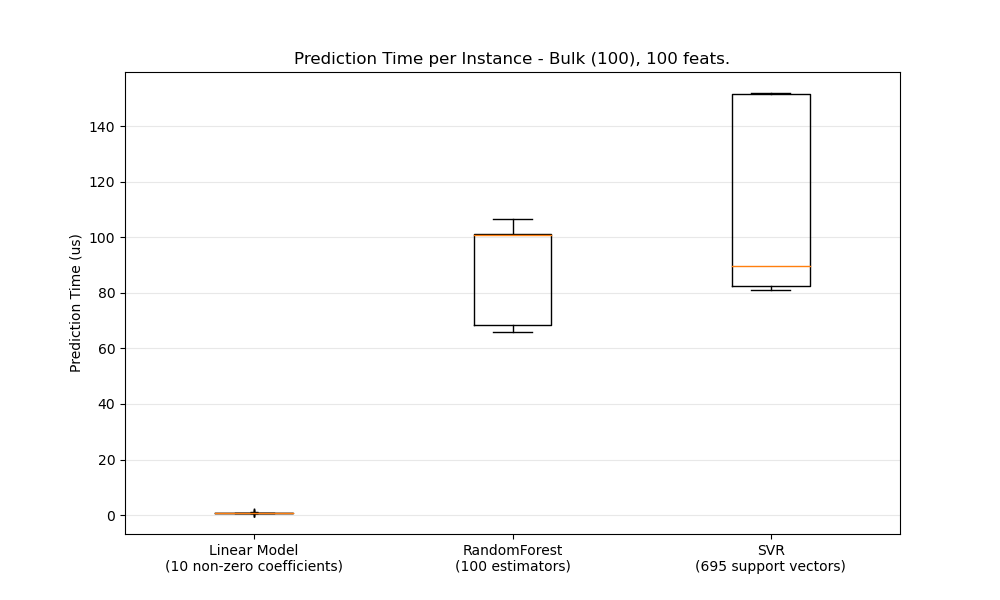 Prediction Time per Instance - Bulk (100), 100 feats.
Prediction Time (us)
140
120
100
80
60
40
20
0
Linear Model
(10 non-zero coefficients)
RandomForest
(100 estimators)
SVR
(695 support vectors)